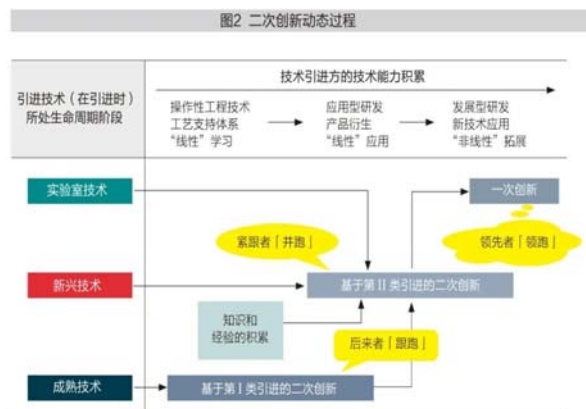 图2 二次创新动态过程
引进技术（在引进时）
所处生命周期阶段
技术引进方的技术能力积累
操作性工程技术
工艺支持体系
“线性”学习
应用型研发
产品衍生
“线性”应用
发展型研发
新技术应用
“非线性”拓展
实验室技术
一次创新
紧跟者「并跑」
领先者「领跑」
新兴技术
基于第II类引进的二次创新
知识和
经验的积累
后来者「跟跑」
成熟技术
基于第I类引进的二次创新